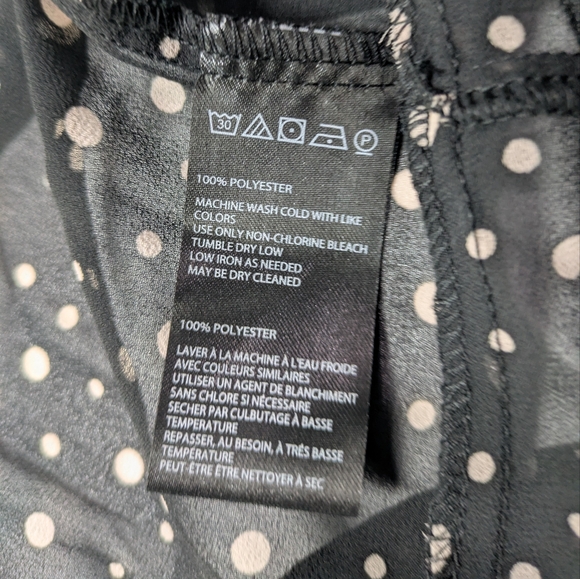 30 P
100% POLYESTER
MACHINE WASH COLD WITH LIKE
COLORS
USE ONLY NON-CHLORINE BLEACH
TUMBLE DRY LOW
LOW IRON AS NEEDED
MAY BE DRY CLEANED
100% POLYESTER
LAVER À LA MACHINE À L'EAU FROIDE
AVEC COULEURS SIMILAIRES
UTILISER UN AGENT DE BLANCHIMENT
SANS CHLORE SI NÉCESSAIRE
SECHER PAR CULBUTAGE À BASSE
TEMPERATURE
REPASSER, AU BESOIN, À TRÈS BASSE
TEMPÉRATURE
PEUT-ÊTRE ÊTRE NETTOYER À SEC